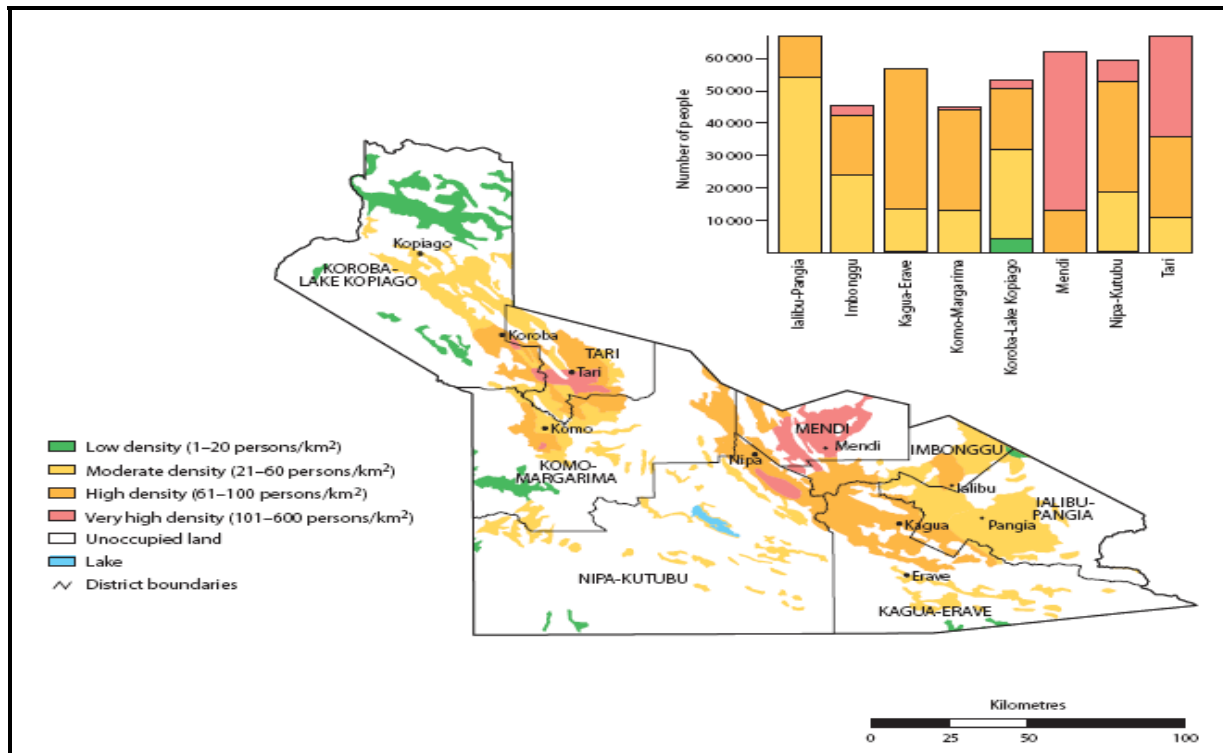 60 000
50 000
40 000
30 000
20 000
10 000
Number of people
Ialibu-Pangia
Imbonggu
Kagua-Erave
Komo-Margarima
Koroba-Lake Kopiago
Mendi
Nipa-Kutubu
Tari
Kopiago
KOROBA-
LAKE KOPIAGO
Koroba
TARI
Tari
Komo
KOMO-
MARGARIMA
MENDI
Mendi
Nipa
IMBONGGU
Ialibu
IALIBU-
PANGIA
Pangia
Kagua
NIPA-KUTUBU
Erave
KAGUA-ERAVE
Low density (1–20 persons/km²)
Moderate density (21–60 persons/km²)
High density (61–100 persons/km²)
Very high density (101–600 persons/km²)
Unoccupied land
Lake
District boundaries
Kilometres
0 25 50 100